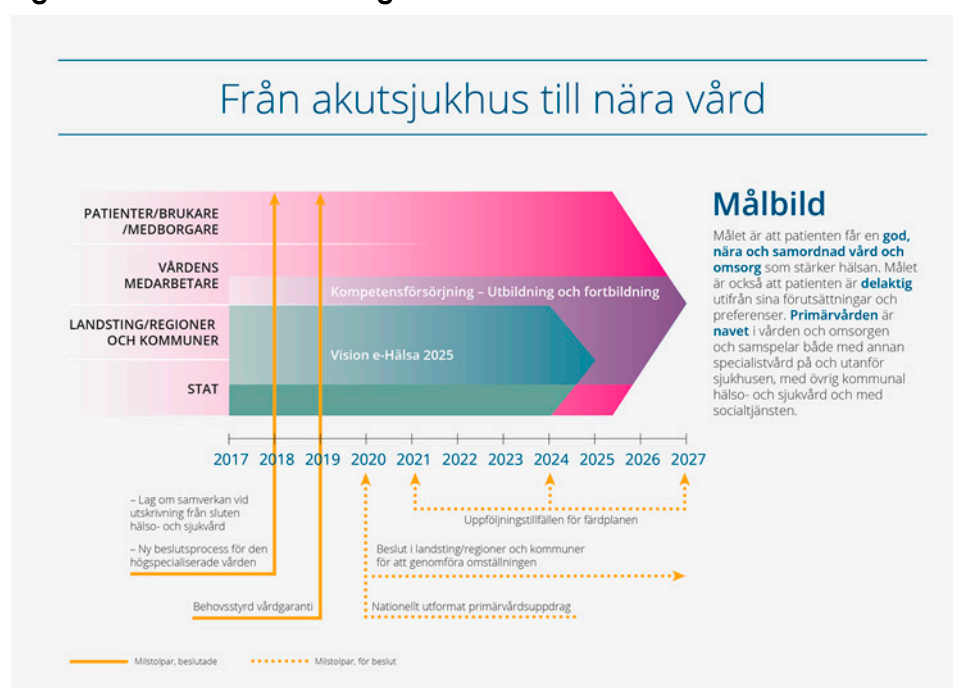 Från akutsjukhus till nära vård
PATIENTER/BRUKARE
/MEDBORGARE
VÅRDENS
MEDARBETARE
LANDSTING/REGIONER
OCH KOMMUNER
STAT
Kompetensförsörjning – Utbildning och fortbildning
Vision e-Hälsa 2025
Målbild
Målet är att patienten får en god,
nära och samordnad vård och
omsorg som stärker hälsan. Målet
är också att patienten är delaktig
utifrån sina förutsättningar och
preferenser. Primärvården är
navet i vården och omsorgen
och samspelar både med annan
specialistvård på och utanför
sjukhusen, med övrig kommunal
hälso- och sjukvård och med
socialtjänsten.
2017 2018 2019 2020 2021 2022 2023 2024 2025 2026 2027
– Lag om samverkan vid
utskrivning från sluten
hälso- och sjukvård
– Ny beslutsprocess för den
högspecialiserade vården
Behovsstyrd vårdgaranti
Uppföljningstillfällen för färdplanen
Beslut i landsting/regioner och kommuner
för att genomföra omställningen
Nationellt utformat primärvårdsuppdrag
Milstolpar, beslutade
Milstolpar, för beslut